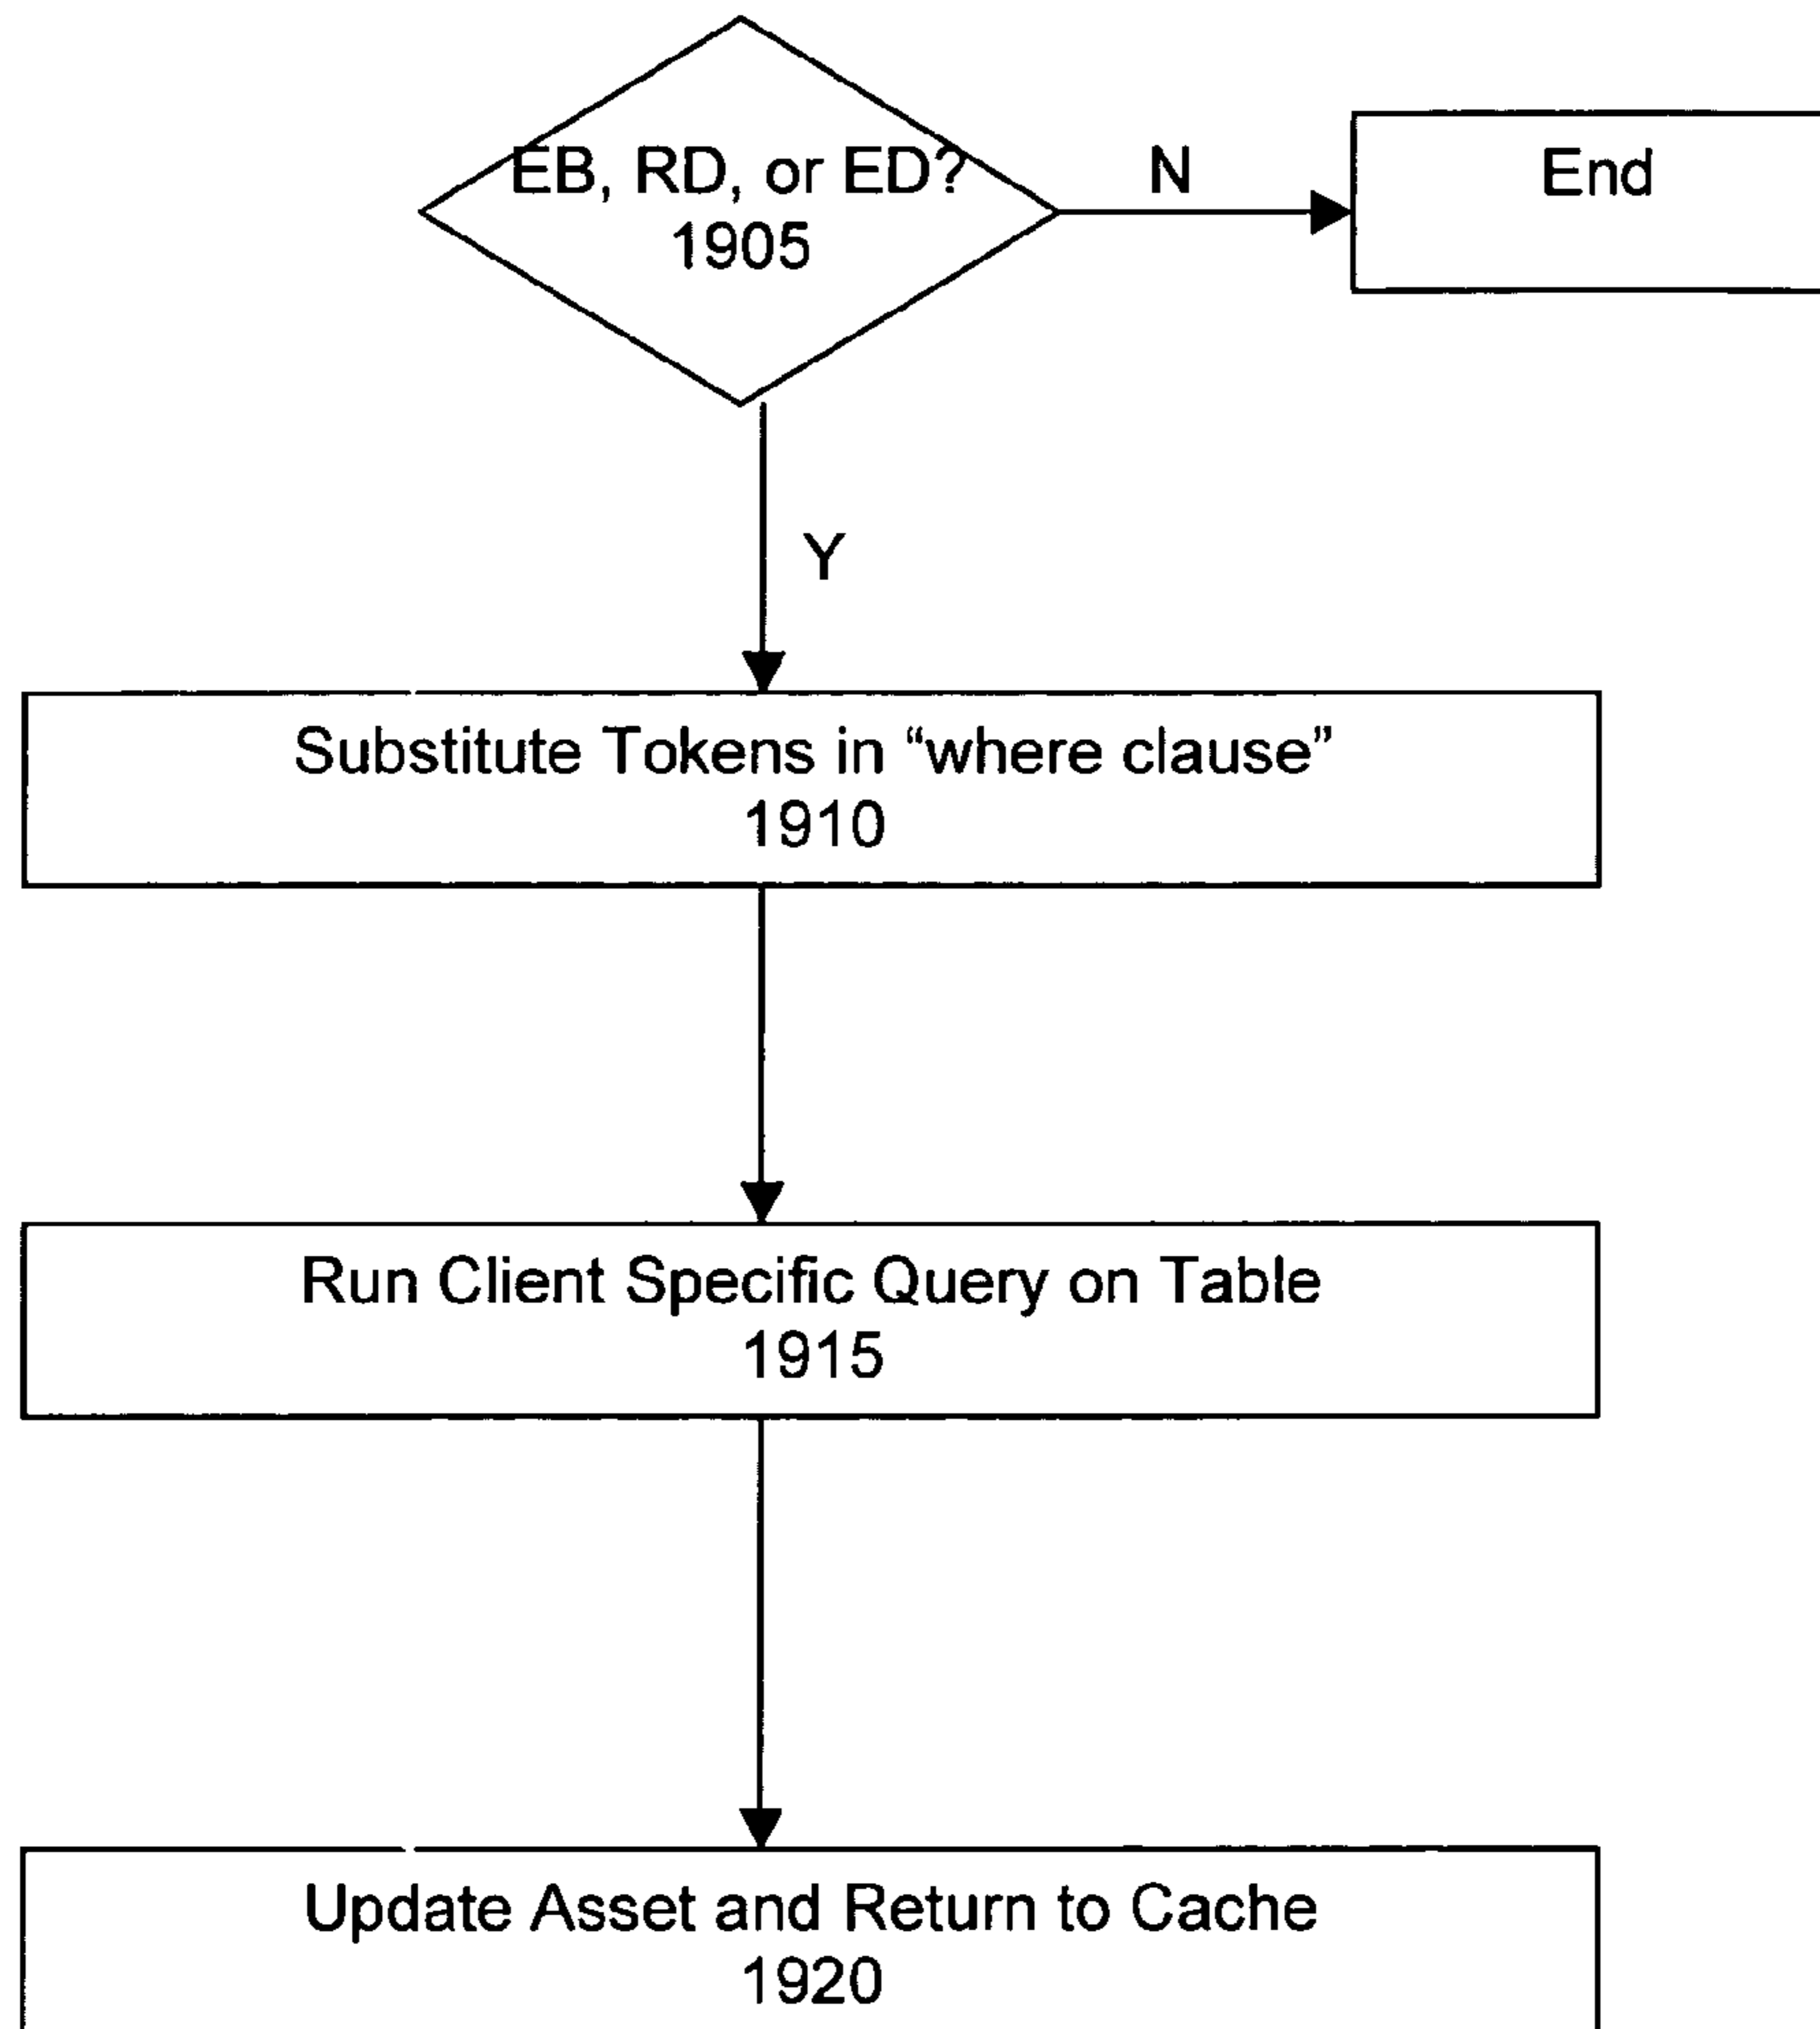 EB, RD, or ED?
1905
N
End
Y
Substitute Tokens in “where clause”
1910
Run Client Specific Query on Table
1915
Update Asset and Return to Cache
1920